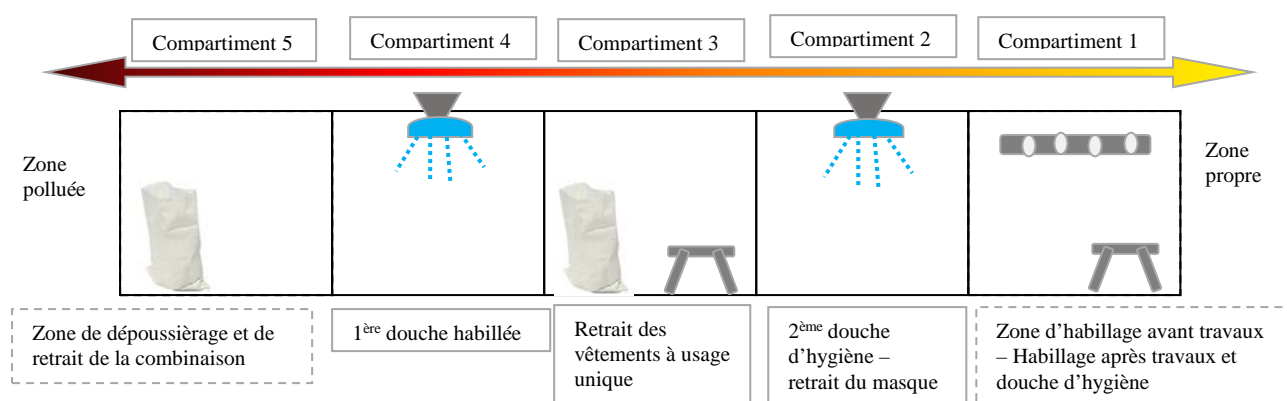 Compartiment 5
Compartiment 4
Compartiment 3
Compartiment 2
Compartiment 1
Zone
polluée
Zone
propre
Zone de dépoussièrage et de
retrait de la combinaison
1ère douche habillée
Retrait des
vêtements à usage
unique
2ème douche
d'hygiène –
retrait du masque
Zone d'habillage avant travaux
– Habillage après travaux et
douche d'hygiène